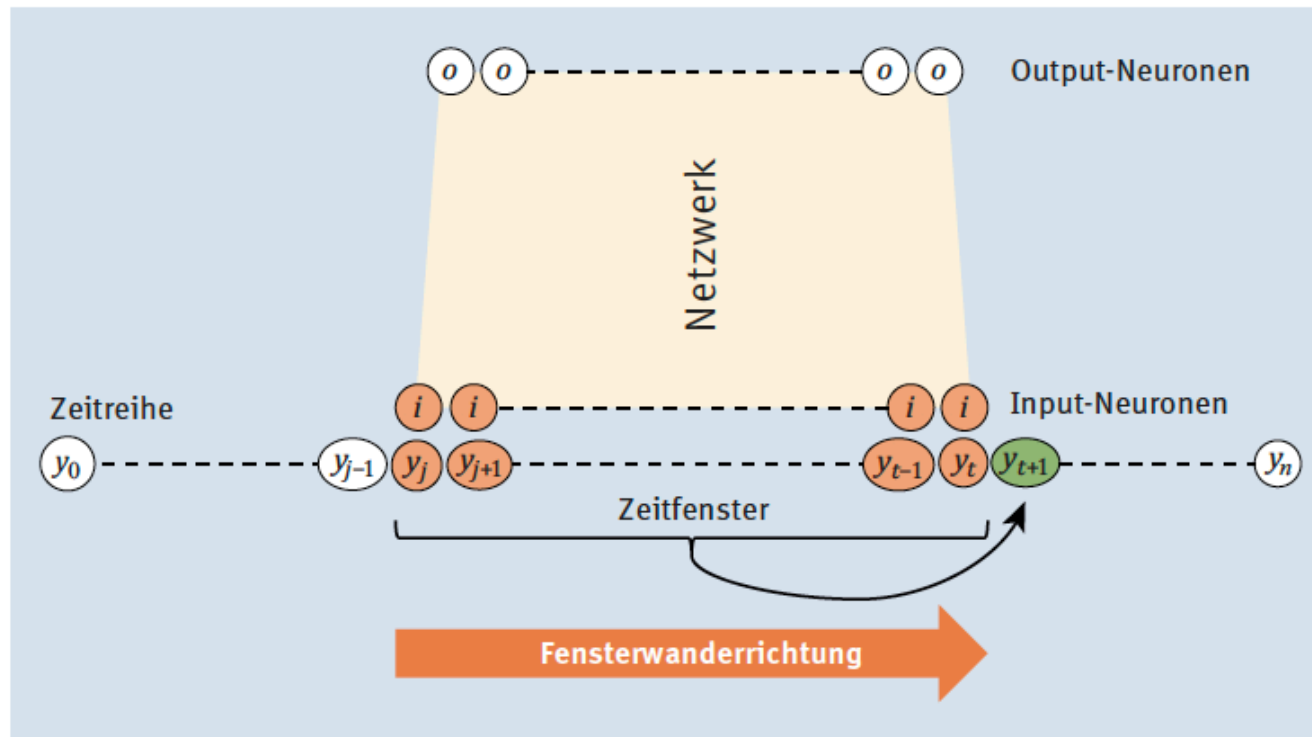 o o o o Output-Neuronen
Netzwerk
Zeitreihe i i i i Input-Neuronen
y0 yj−1 yj yj+1 yt−1 yt yt+1 yn
Zeitfenster
Fensterwanderrichtung